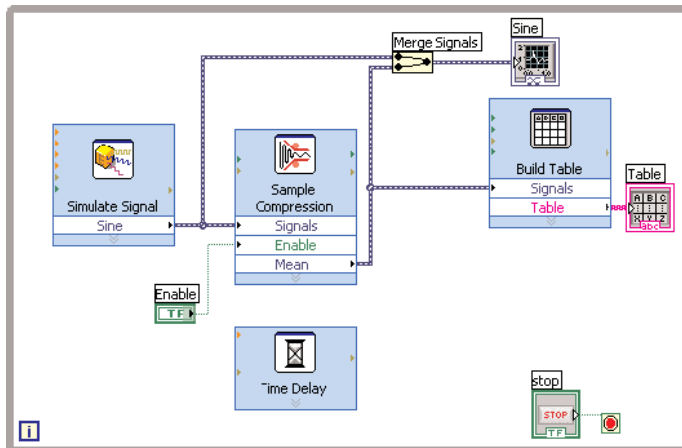 Merge Signals
Sine
Simulate Signal
Sine
Sample
Compression
Signals
Enable
Mean
Build Table
Signals
Table
Table
A B C
X Y Z
abc
Enable
TF
Time Delay
stop
STOP
TF
i